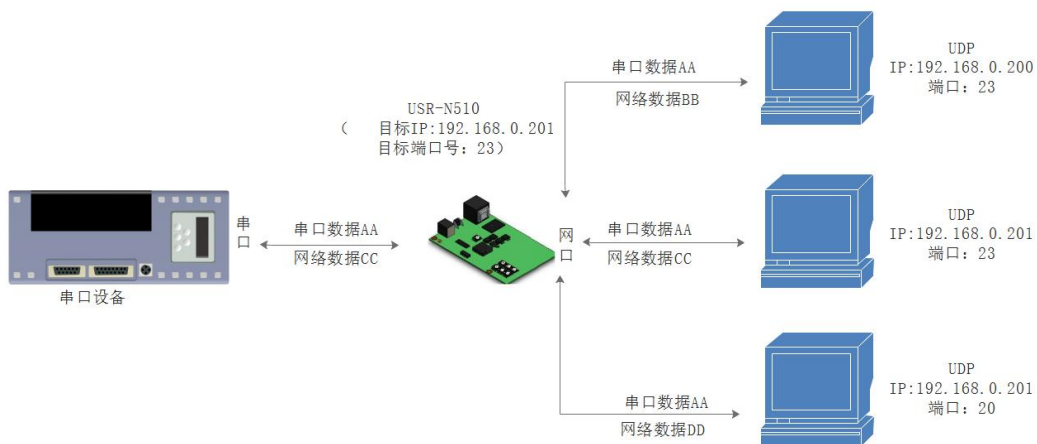 串口数据AA
网络数据BB
UDP
IP:192.168.0.200
端口：23
USR-N510
（ 目标IP:192.168.0.201
目标端口号：23）
串口设备
串口
串口数据AA
网络数据CC
网口
串口数据AA
网络数据CC
UDP
IP:192.168.0.201
端口：23
串口数据AA
网络数据DD
UDP
IP:192.168.0.201
端口：20